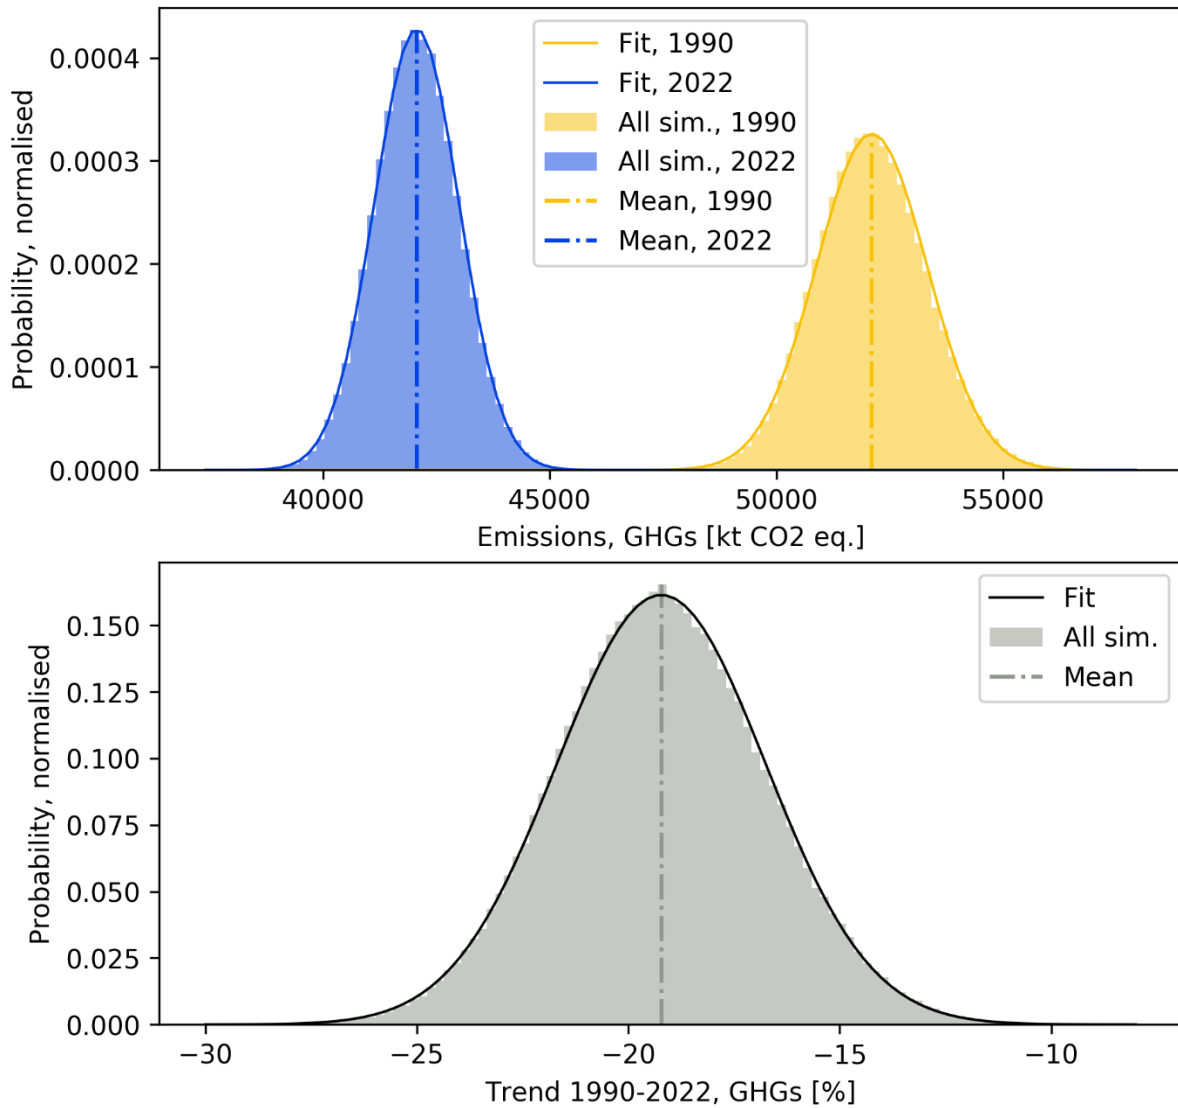 Probability, normalised
0.0004
0.0003
0.0002
0.0001
0.0000
Fit, 1990
Fit, 2022
All sim., 1990
All sim., 2022
Mean, 1990
Mean, 2022
40000 45000 50000 55000
Emissions, GHGs [kt CO2 eq.]
Probability, normalised
0.150
0.125
0.100
0.075
0.050
0.025
0.000
Fit
All sim.
Mean
−30 −25 −20 −15 −10
Trend 1990-2022, GHGs [%]